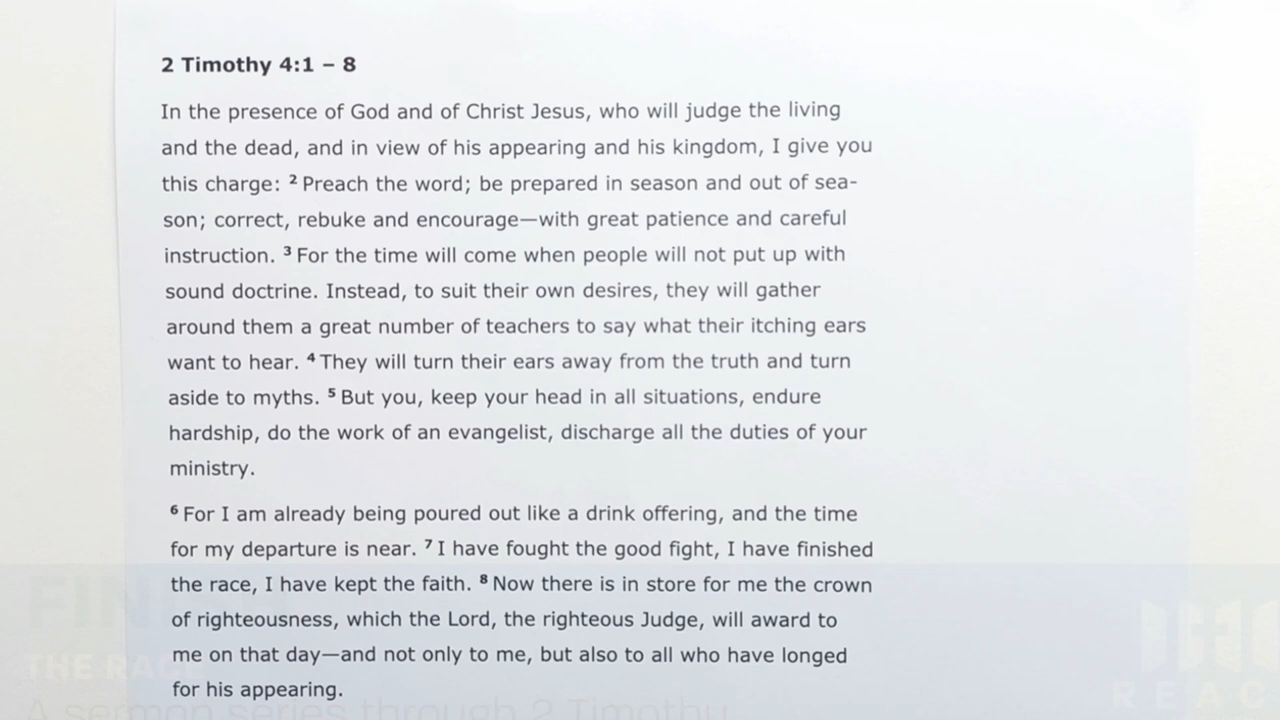 2 Timothy 4:1 – 8
In the presence of God and of Christ Jesus, who will judge the living
and the dead, and in view of his appearing and his kingdom, I give you
this charge: ² Preach the word; be prepared in season and out of sea-
son; correct, rebuke and encourage—with great patience and careful
instruction. ³ For the time will come when people will not put up with
sound doctrine. Instead, to suit their own desires, they will gather
around them a great number of teachers to say what their itching ears
want to hear. ⁴ They will turn their ears away from the truth and turn
aside to myths. ⁵ But you, keep your head in all situations, endure
hardship, do the work of an evangelist, discharge all the duties of your
ministry.
⁶ For I am already being poured out like a drink offering, and the time
for my departure is near. ⁷ I have fought the good fight, I have finished
the race, I have kept the faith. ⁸ Now there is in store for me the crown
of righteousness, which the Lord, the righteous Judge, will award to
me on that day—and not only to me, but also to all who have longed
for his appearing.
THE RACE
A sermon series through 2 Timothy
REAC